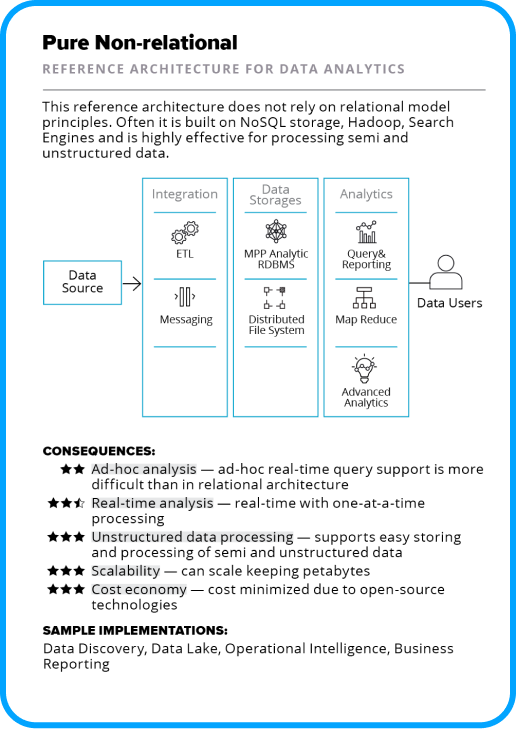 Pure Non-relational
REFERENCE ARCHITECTURE FOR DATA ANALYTICS
This reference architecture does not rely on relational model
principles. Often it is built on NoSQL storage, Hadoop, Search
Engines and is highly effective for processing semi and
unstructured data.
Data
Source
Integration
ETL
Messaging
Data
Storages
MPP Analytic
RDBMS
Distributed
File System
Analytics
Query&
Reporting
Map Reduce
Advanced
Analytics
Data Users
CONSEQUENCES:
Ad-hoc analysis — ad-hoc real-time query support is more
difficult than in relational architecture
Real-time analysis — real-time with one-at-a-time
processing
Unstructured data processing — supports easy storing
and processing of semi and unstructured data
Scalability — can scale keeping petabytes
Cost economy — cost minimized due to open-source
technologies
SAMPLE IMPLEMENTATIONS:
Data Discovery, Data Lake, Operational Intelligence, Business
Reporting